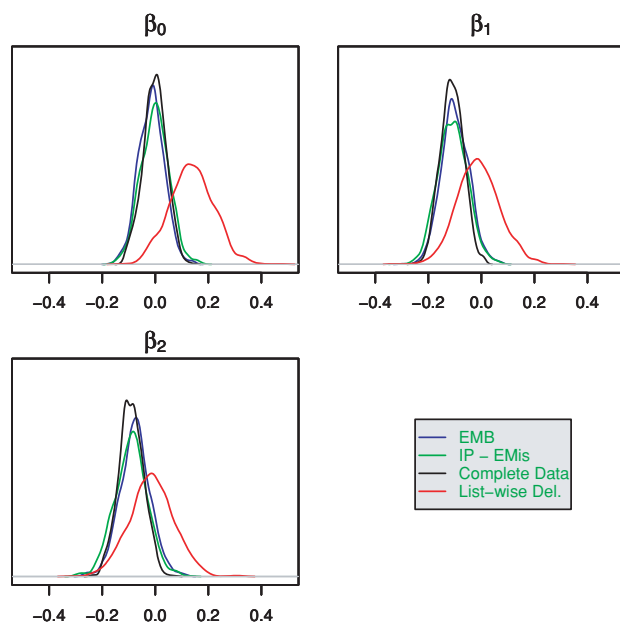 β0 β1
−0.4 −0.2 0.0 0.2 0.4 −0.4 −0.2 0.0 0.2 0.4
β2
EMB
IP − EMis
Complete Data
List−wise Del.
−0.4 −0.2 0.0 0.2 0.4